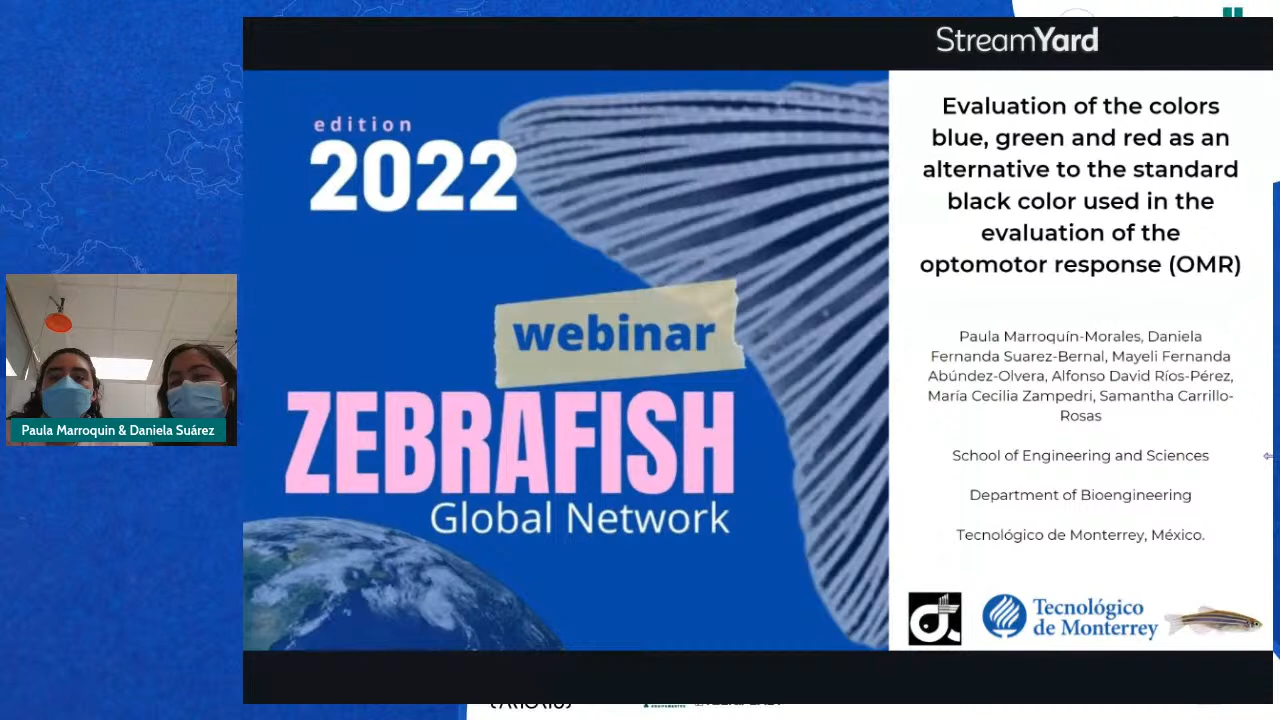 StreamYard
edition
2022
webinar
ZEBRAFISH
Global Network
Evaluation of the colors
blue, green and red as an
alternative to the standard
black color used in the
evaluation of the
optomotor response (OMR)
Paula Marroquín-Morales, Daniela
Fernanda Suarez-Bernal, Mayeli Fernanda
Abúndez-Olvera, Alfonso David Ríos-Pérez,
María Cecilia Zampedri, Samantha Carrillo-
Rosas
School of Engineering and Sciences
Department of Bioengineering
Tecnológico de Monterrey, México.
Tecnológico
de Monterrey
Paula Marroquin & Daniela Suárez